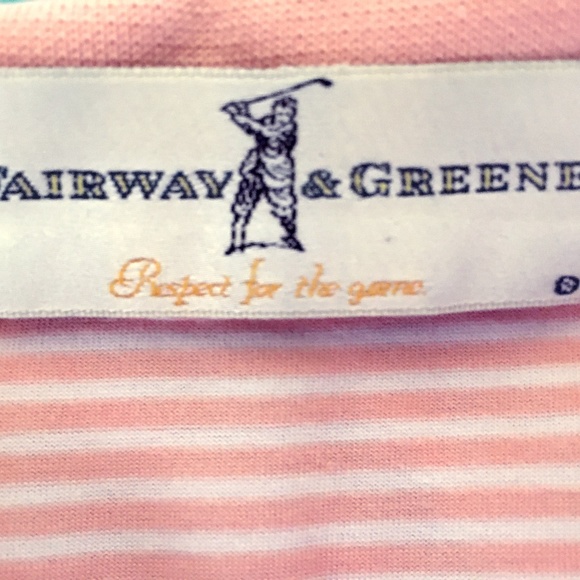 FAIRWAY & GREENE
Respect for the game.
®